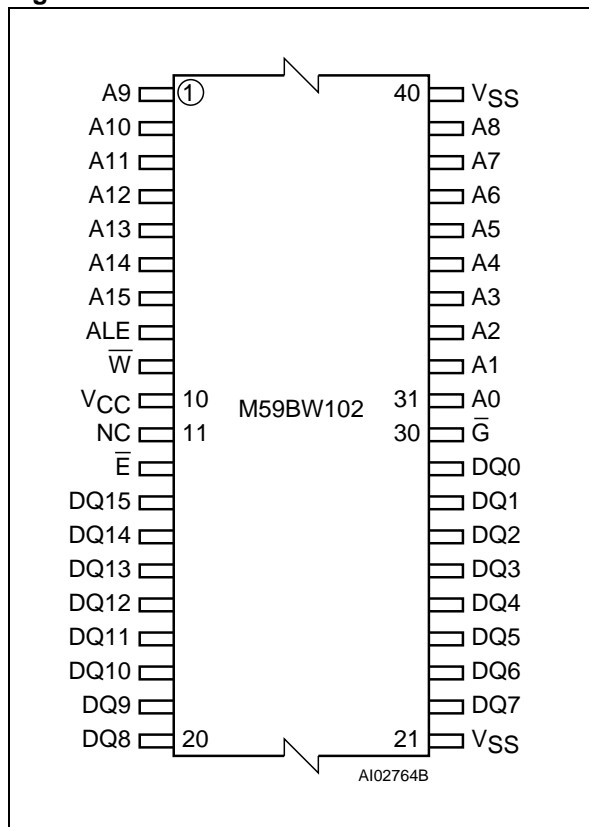 A9 1 40 VSS
A10 A8
A11 A7
A12 A6
A13 A5
A14 A4
A15 A3
ALE A2
W̅ A1
VCC 10 M59BW102 31 A0
NC 11 30 G̅
E̅ DQ0
DQ15 DQ1
DQ14 DQ2
DQ13 DQ3
DQ12 DQ4
DQ11 DQ5
DQ10 DQ6
DQ9 DQ7
DQ8 20 21 VSS
AI02764B